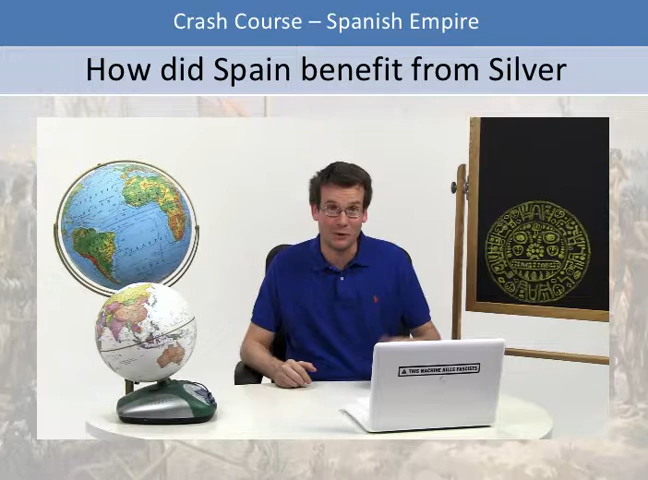 Crash Course – Spanish Empire
How did Spain benefit from Silver
THIS MACHINE KILLS FASCISTS